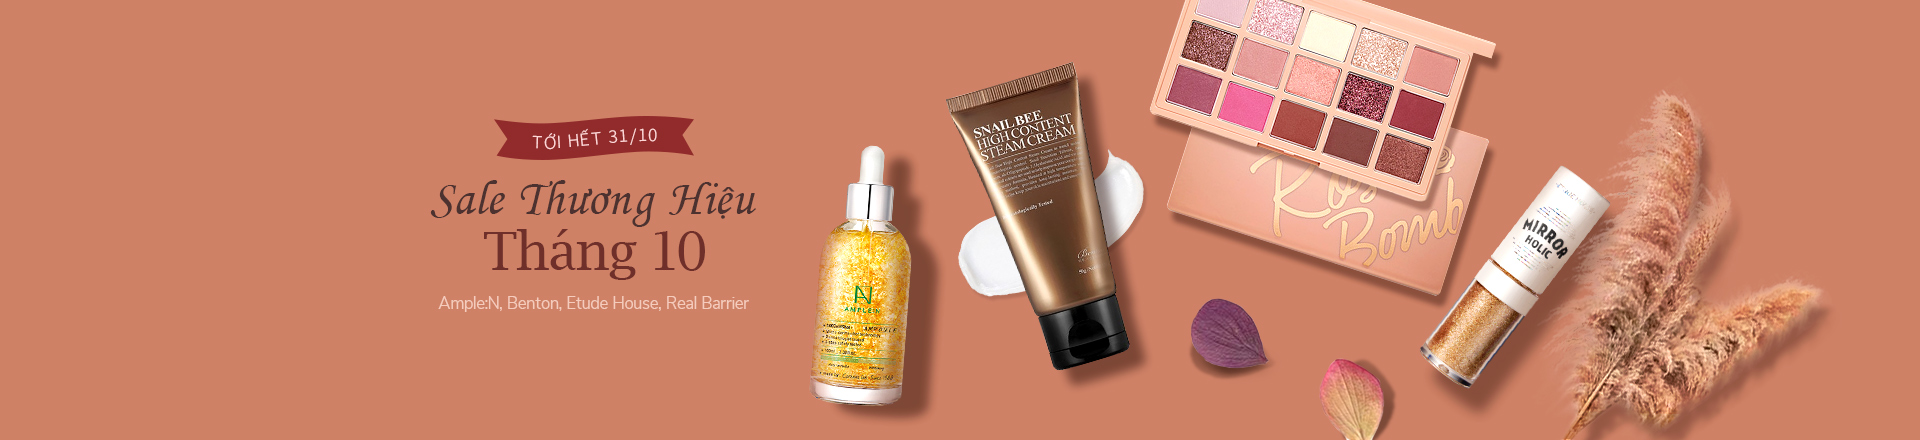 TỚI HẾT 31/10
Sale Thương Hiệu
Tháng 10
Ample:N, Benton, Etude House, Real Barrier
SNAIL BEE
HIGH CONTENT
STEAM CREAM
N
AMPLE:N
AMPOULE
Rose
Bomb
MIRROR
HOLIC